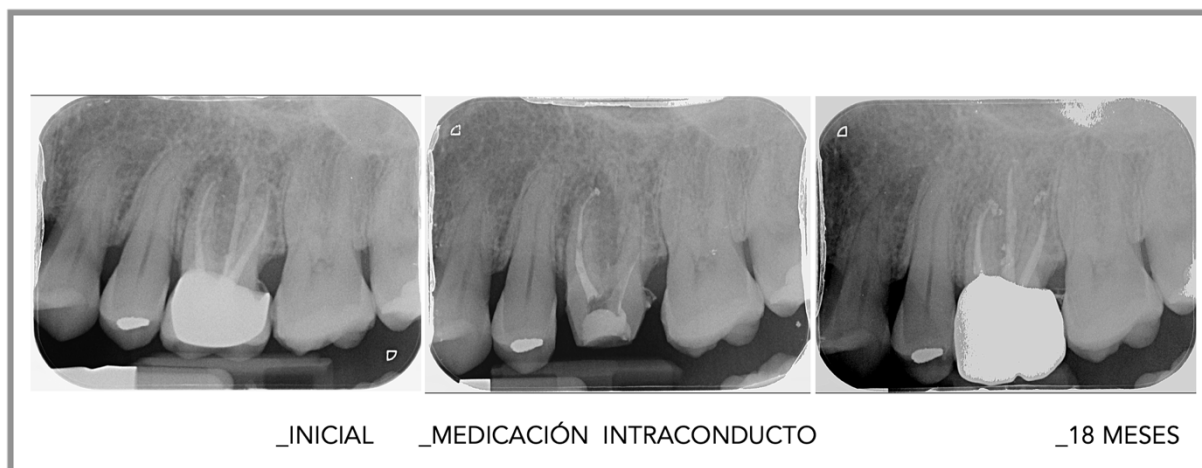 _INICIAL
_MEDICACIÓN INTRACONDUCTO
_18 MESES